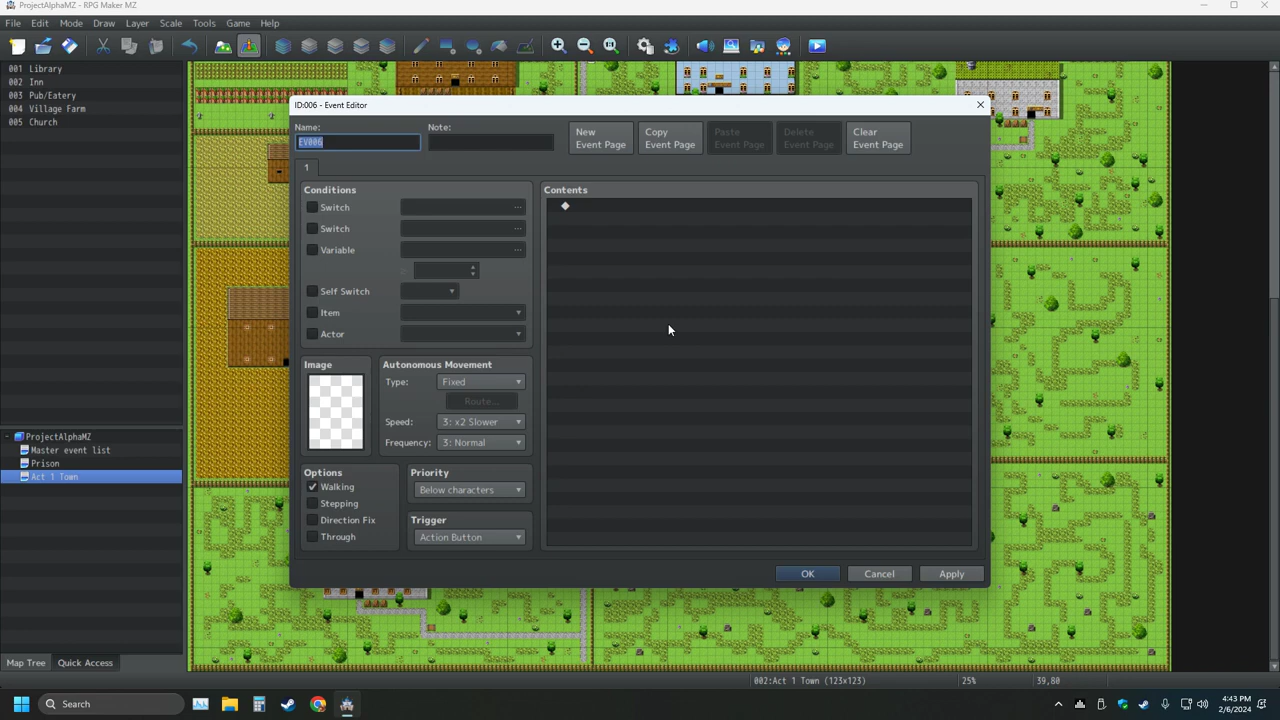 ProjectAlphaMZ - RPG Maker MZ
File Edit Mode Draw Layer Scale Tools Game Help
001 Library
002 Inn
003 Pub/Eatery
004 Village Farm
005 Church
ID:006 - Event Editor
Name: Note:
EV006
New Event Page
Copy Event Page
Paste Event Page
Delete Event Page
Clear Event Page
1
Conditions
Switch ...
Switch ...
Variable ...
≥
Self Switch
Item
Actor
Image
Autonomous Movement
Type: Fixed
Route...
Speed: 3: x2 Slower
Frequency: 3: Normal
Options
Walking
Stepping
Direction Fix
Through
Priority
Below characters
Trigger
Action Button
Contents
OK Cancel Apply
ProjectAlphaMZ
Master event list
Prison
Act 1 Town
Map Tree Quick Access
002:Act 1 Town (123x123) 25% 39,80
Search
4:43 PM
2/6/2024